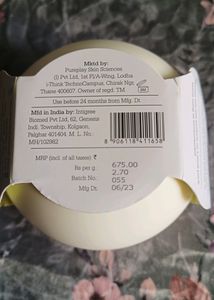 Mktd by:
Pureplay Skin Sciences
(I) Pvt Ltd, 1st Fl/A-Wing, Lodha
i-Think TechnoCampus, Chirak Ngr,
Thane 400607. Owner of regd. TM
24M
Use before 24 months from Mfg. Dt.
Mfd in India by: Intigree
Biomed Pvt Ltd, 62, Genesis
Indl. Township, Kolgaon,
Palghar 401404. M. L. No.:
MH/102982
8 906118 411658
MRP (incl. of all taxes) ₹ 675.00
Rs per g. 2.70
Batch No. 055
Mfg Dt. 06/23